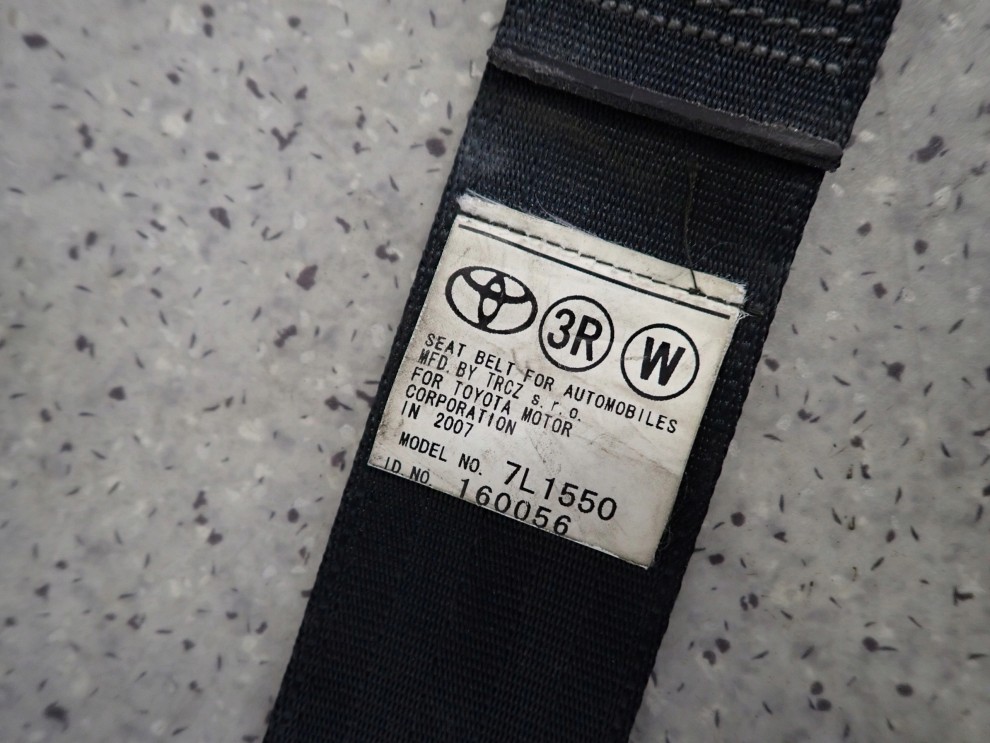 3R W
SEAT BELT FOR AUTOMOBILES
MFD. BY TRCZ s.r.o.
FOR TOYOTA MOTOR
CORPORATION
IN 2007
MODEL NO. 7L1550
ID.NO. 160056